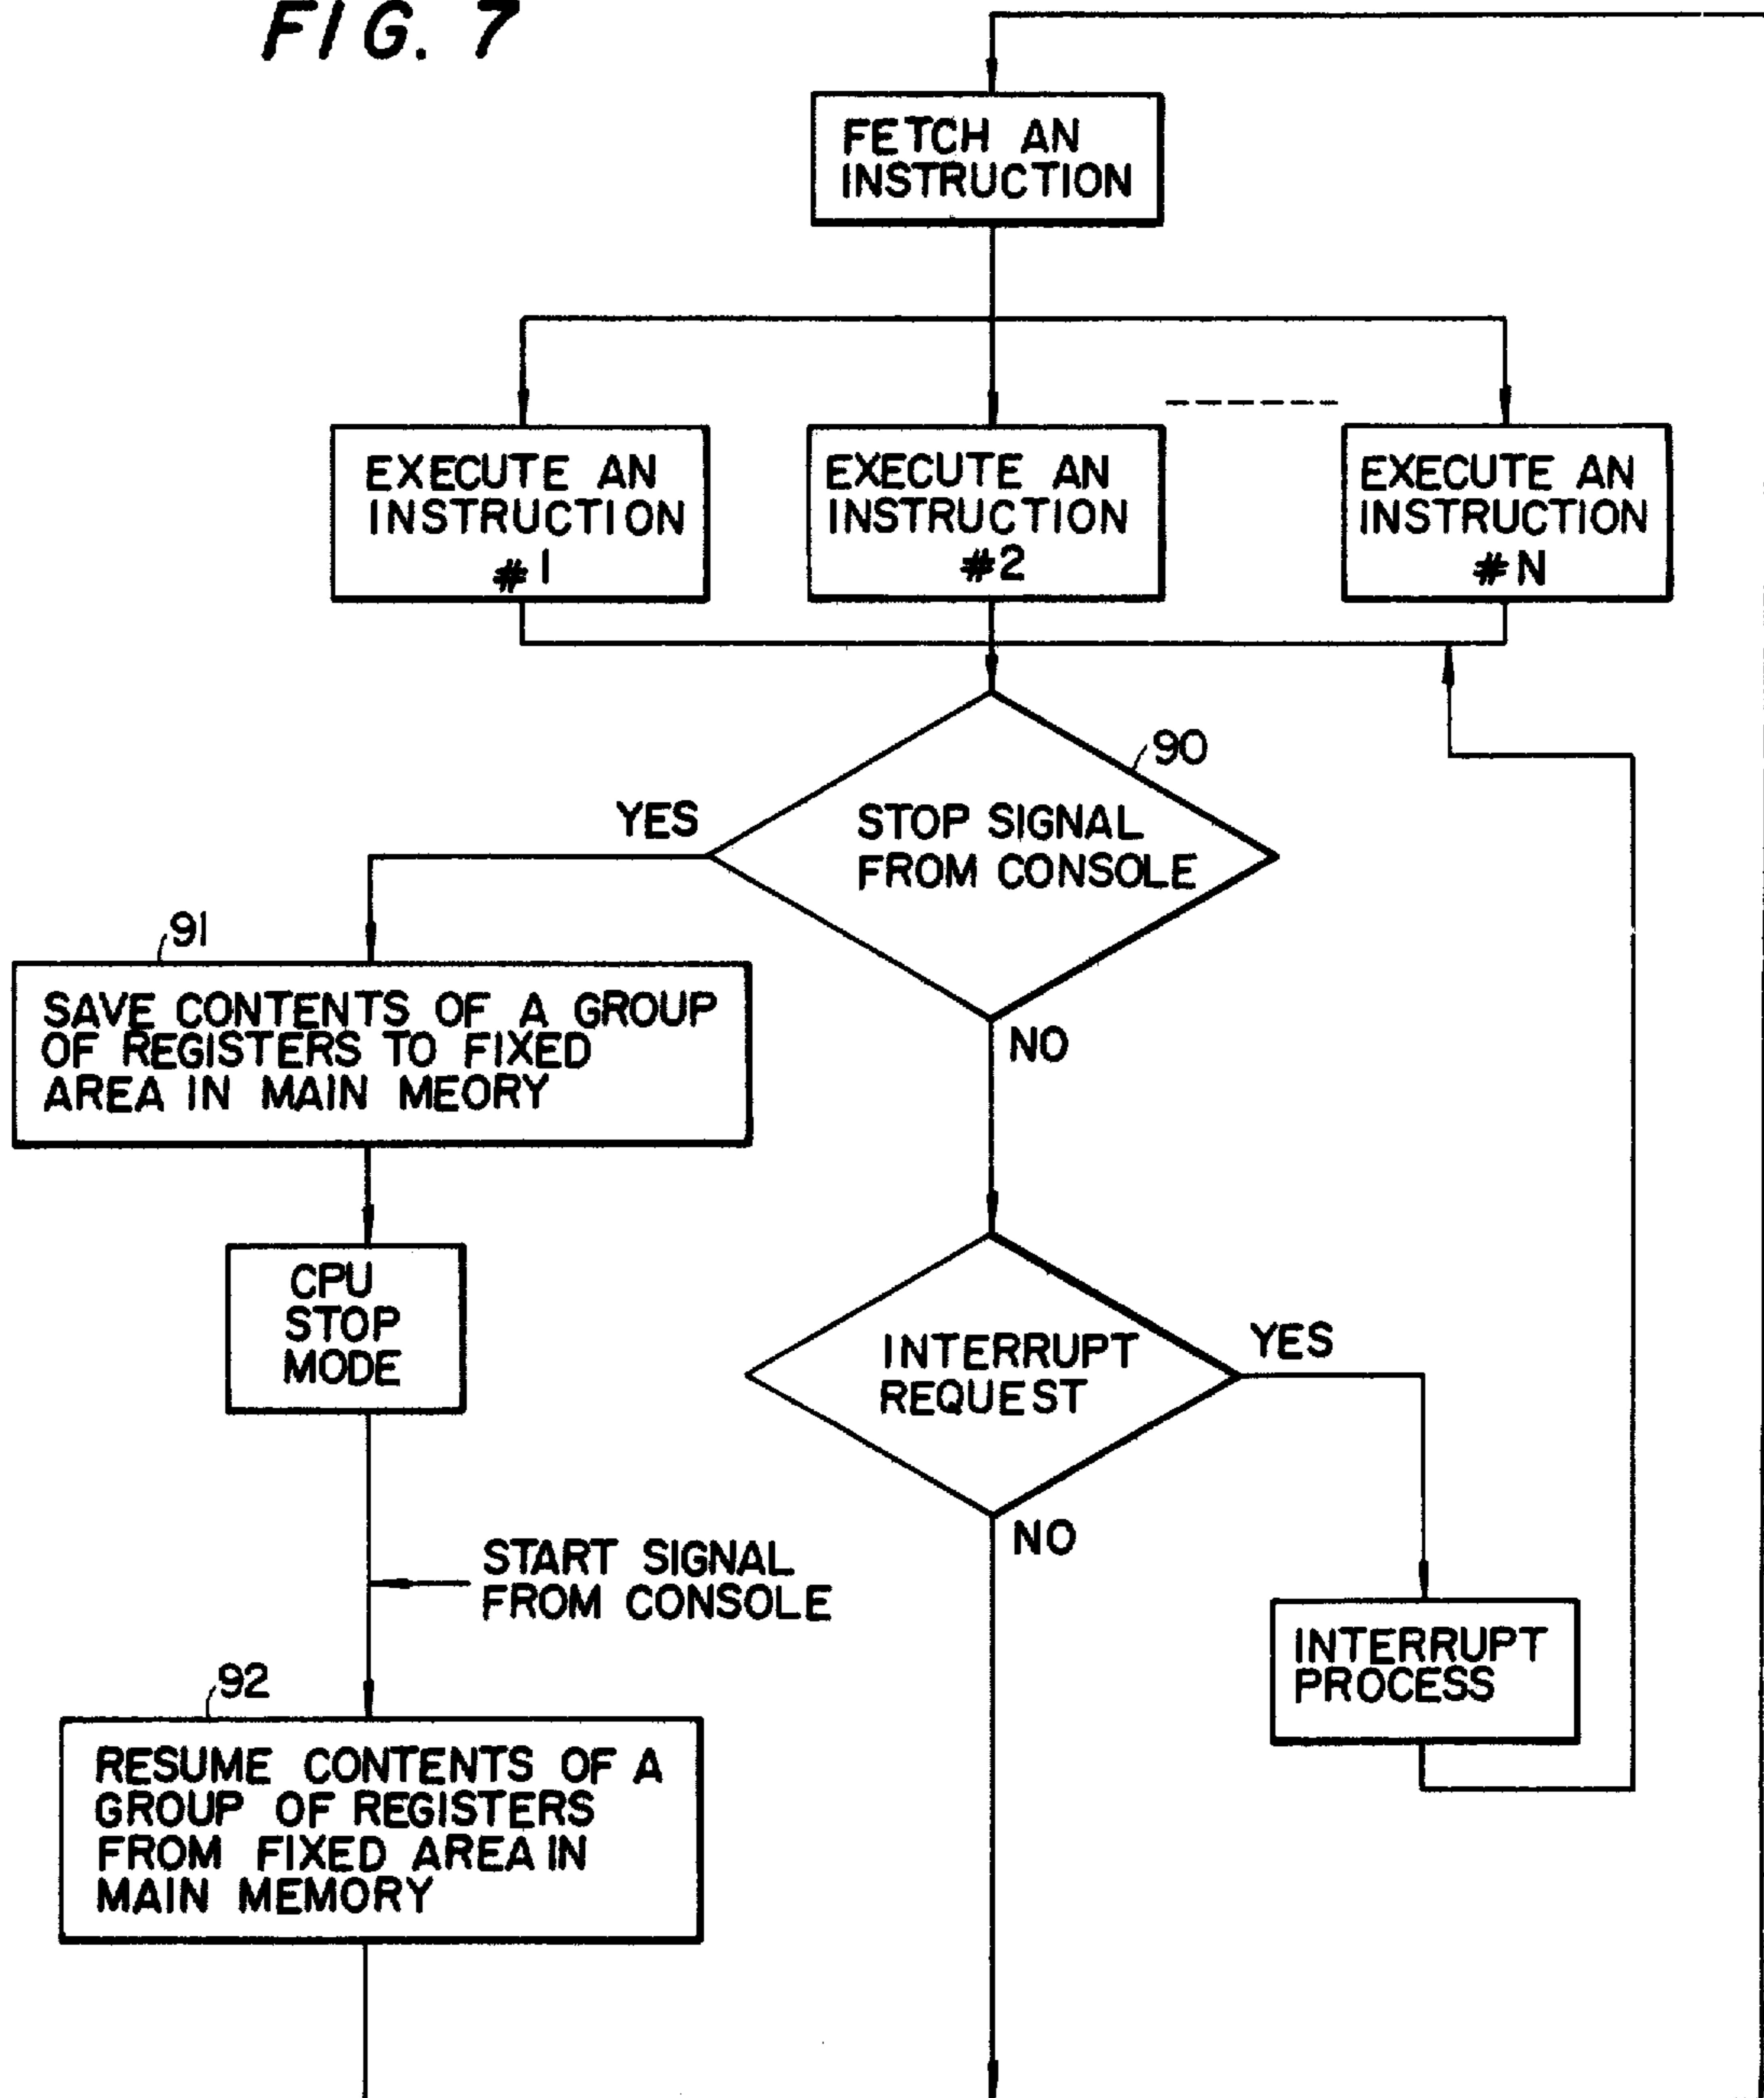 FIG. 7
FETCH AN
INSTRUCTION
EXECUTE AN
INSTRUCTION
#1
EXECUTE AN
INSTRUCTION
#2
EXECUTE AN
INSTRUCTION
#N
90
STOP SIGNAL
FROM CONSOLE
YES
NO
91
SAVE CONTENTS OF A GROUP
OF REGISTERS TO FIXED
AREA IN MAIN MEORY
CPU
STOP
MODE
INTERRUPT
REQUEST
YES
NO
START SIGNAL
FROM CONSOLE
INTERRUPT
PROCESS
92
RESUME CONTENTS OF A
GROUP OF REGISTERS
FROM FIXED AREA IN
MAIN MEMORY